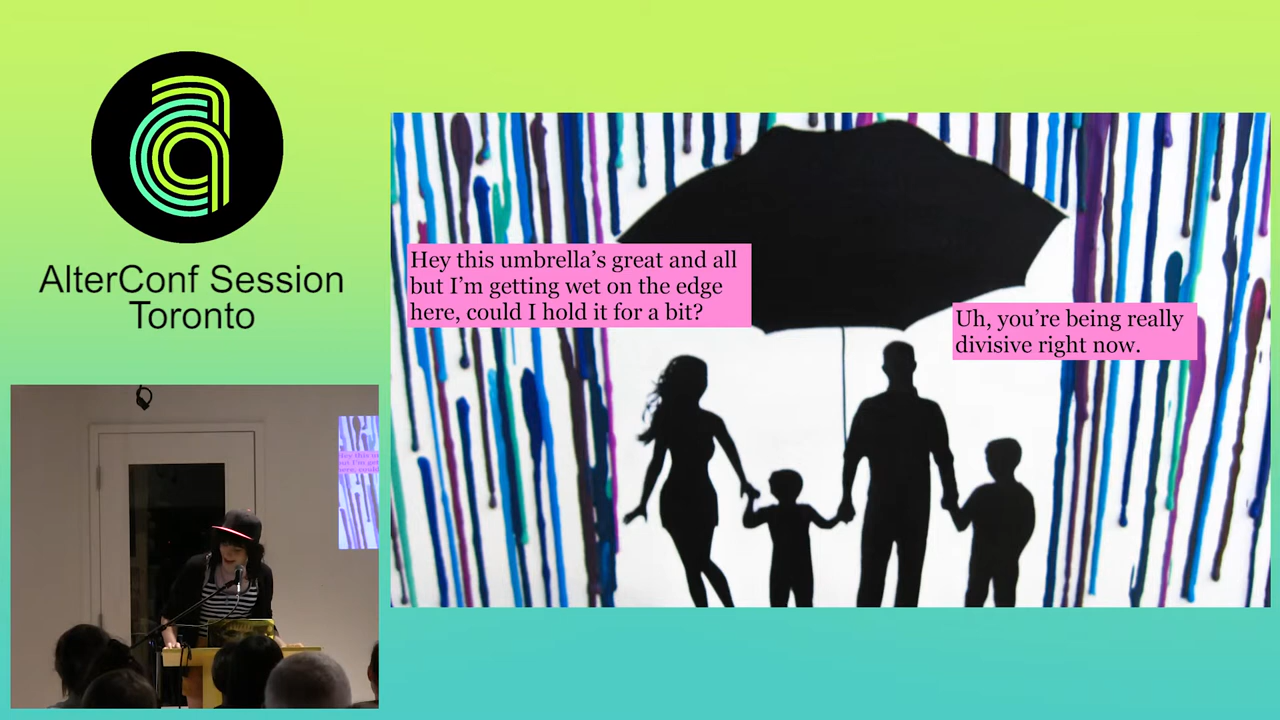 AlterConf Session
Toronto
Hey this umbrella's great and all
but I'm getting wet on the edge
here, could I hold it for a bit?
Uh, you're being really
divisive right now.